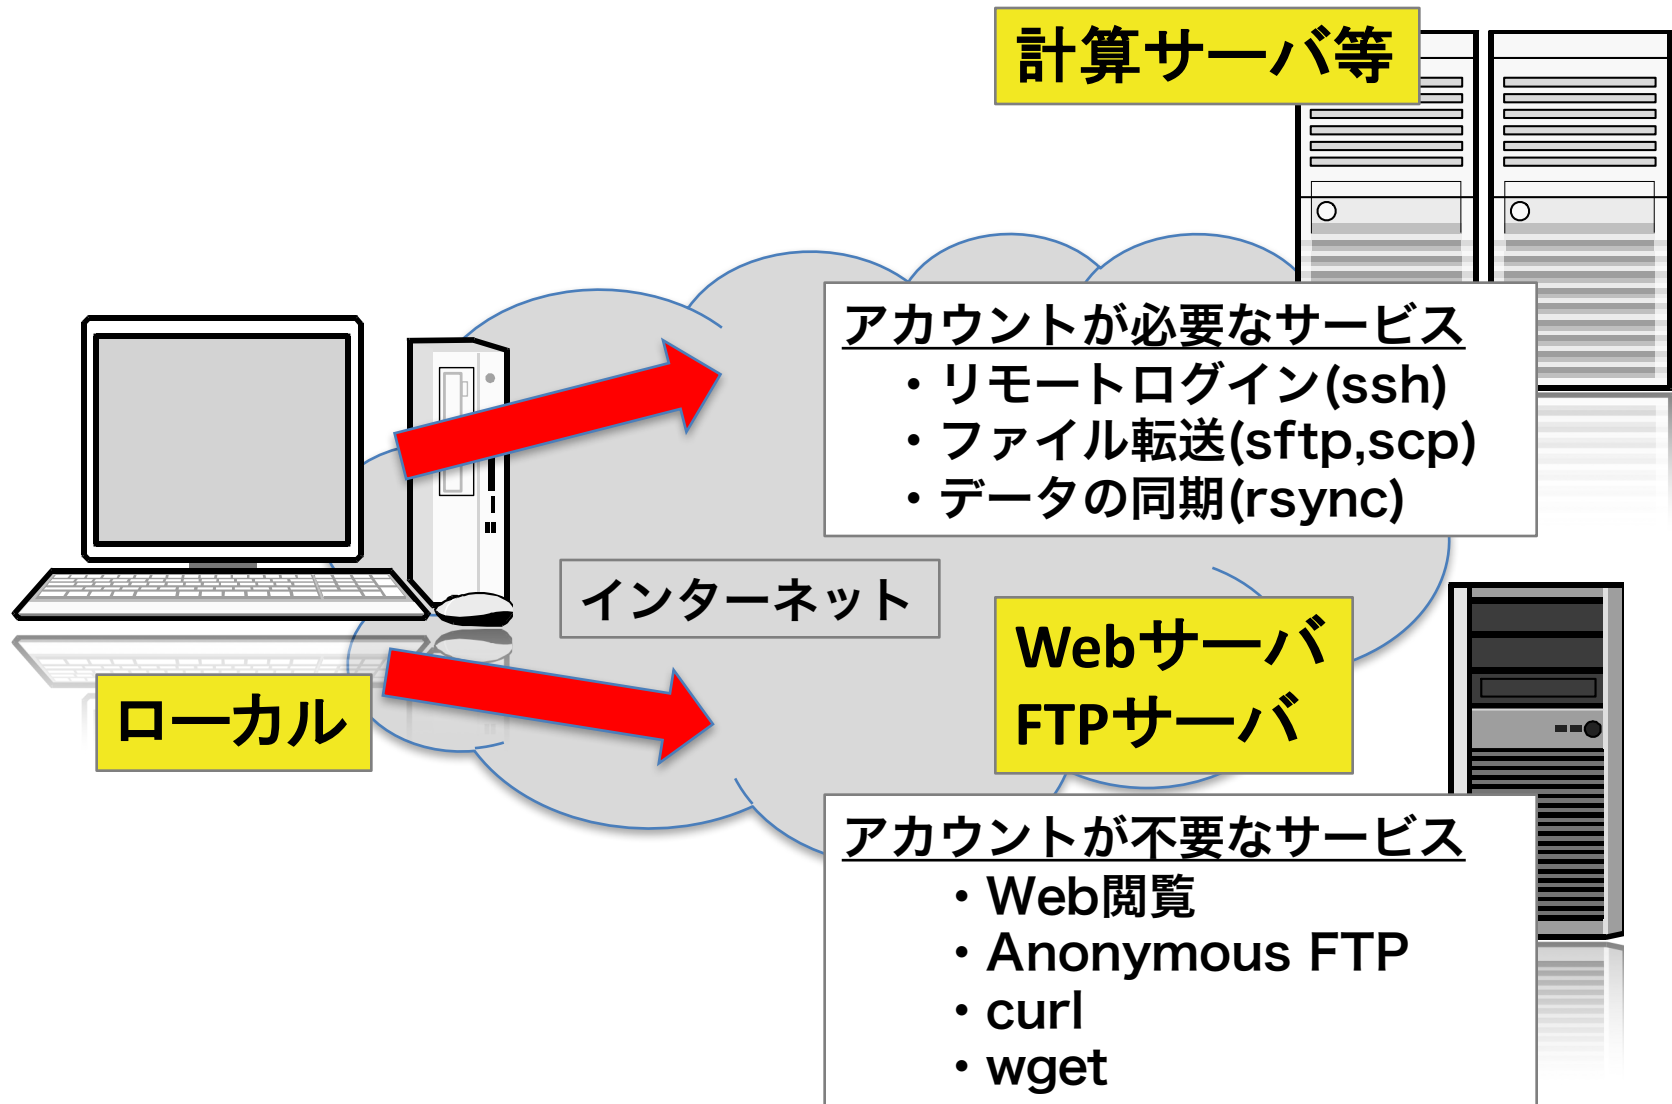 計算サーバ等
アカウントが必要なサービス
・リモートログイン(ssh)
・ファイル転送(sftp,scp)
・データの同期(rsync)
インターネット
Webサーバ
FTPサーバ
ローカル
アカウントが不要なサービス
・Web閲覧
・Anonymous FTP
・curl
・wget